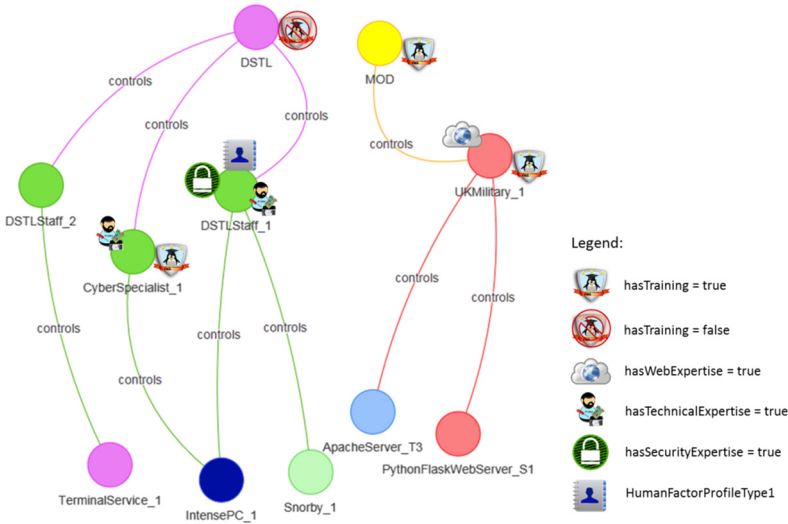 DSTL
MOD
controls
controls
controls
controls
DSTLStaff_2
DSTLStaff_1
UKMilitary_1
CyberSpecialist_1
controls
controls
controls
controls
controls
controls
ApacheServer_T3
PythonFlaskWebServer_S1
TerminalService_1
IntensePC_1
Snorby_1
Legend:
hasTraining = true
hasTraining = false
hasWebExpertise = true
hasTechnicalExpertise = true
hasSecurityExpertise = true
HumanFactorProfileType1